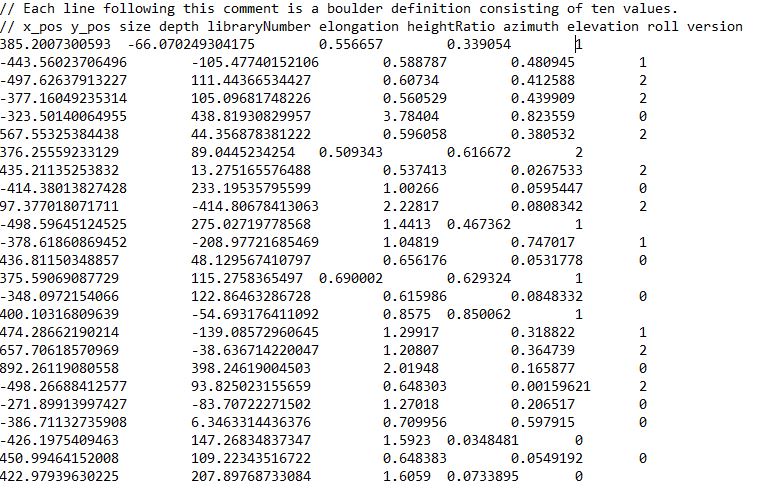 // Each line following this comment is a boulder definition consisting of ten values.
// x_pos y_pos size depth libraryNumber elongation heightRatio azimuth elevation roll version
385.2007300593 -66.070249304175 0.556657 0.339054 1
-443.56023706496 -105.47740152106 0.588787 0.480945 1
-497.62637913227 111.44366534427 0.60734 0.412588 2
-377.16049235314 105.09681748226 0.560529 0.439909 2
-323.50140064955 438.81930829957 3.78404 0.823559 0
567.55325384438 44.356878381222 0.596058 0.380532 2
376.25559233129 89.0445234254 0.509343 0.616672 2
435.21135253832 13.275165576488 0.537413 0.0267533 2
-414.38013827428 233.19535795599 1.00266 0.0595447 0
97.377018071711 -414.80678413063 2.22817 0.0808342 2
-498.59645124525 275.02719778568 1.4413 0.467362 1
-378.61860869452 -208.97721685469 1.04819 0.747017 1
436.81150348857 48.129567410797 0.656176 0.0531778 0
375.59069087729 115.2758365497 0.690002 0.629324 1
-348.0972154066 122.86463286728 0.615986 0.0848332 0
400.10316809639 -54.693176411092 0.8575 0.850062 1
474.28662190214 -139.08572960645 1.29917 0.318822 1
657.70618570969 -38.636714220047 1.20807 0.364739 2
892.26119080558 398.24619004503 2.01948 0.165877 0
-498.26688412577 93.825023155659 0.648303 0.00159621 2
-271.89913997427 -83.70722271502 1.27018 0.206517 0
-386.71132735908 6.3463314436376 0.709956 0.597915 0
-426.1975409463 147.26834837347 1.5923 0.0348481 0
450.99464152008 109.22343516722 0.648383 0.0549192 0
422.97939630225 207.89768733084 1.6059 0.0733895 0